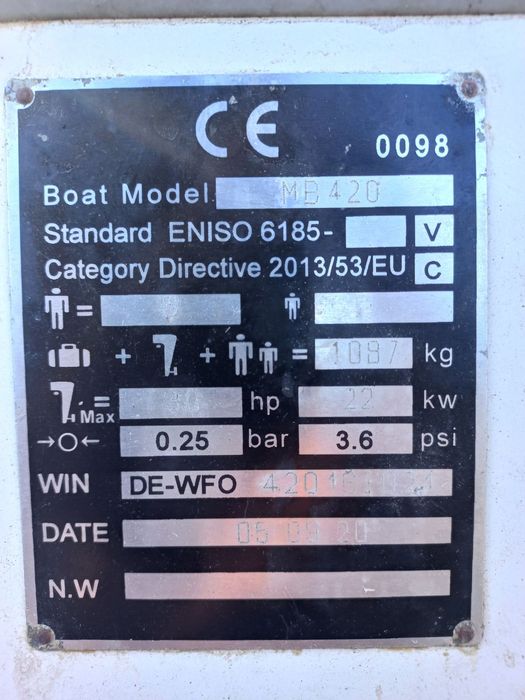 CE 0098
Boat Model MB420
Standard ENISO 6185- V
Category Directive 2013/53/EU C
=
+ + = 1087 kg
Max = hp 22 kw
→O← 0.25 bar 3.6 psi
WIN DE-WFO
DATE 20
N.W